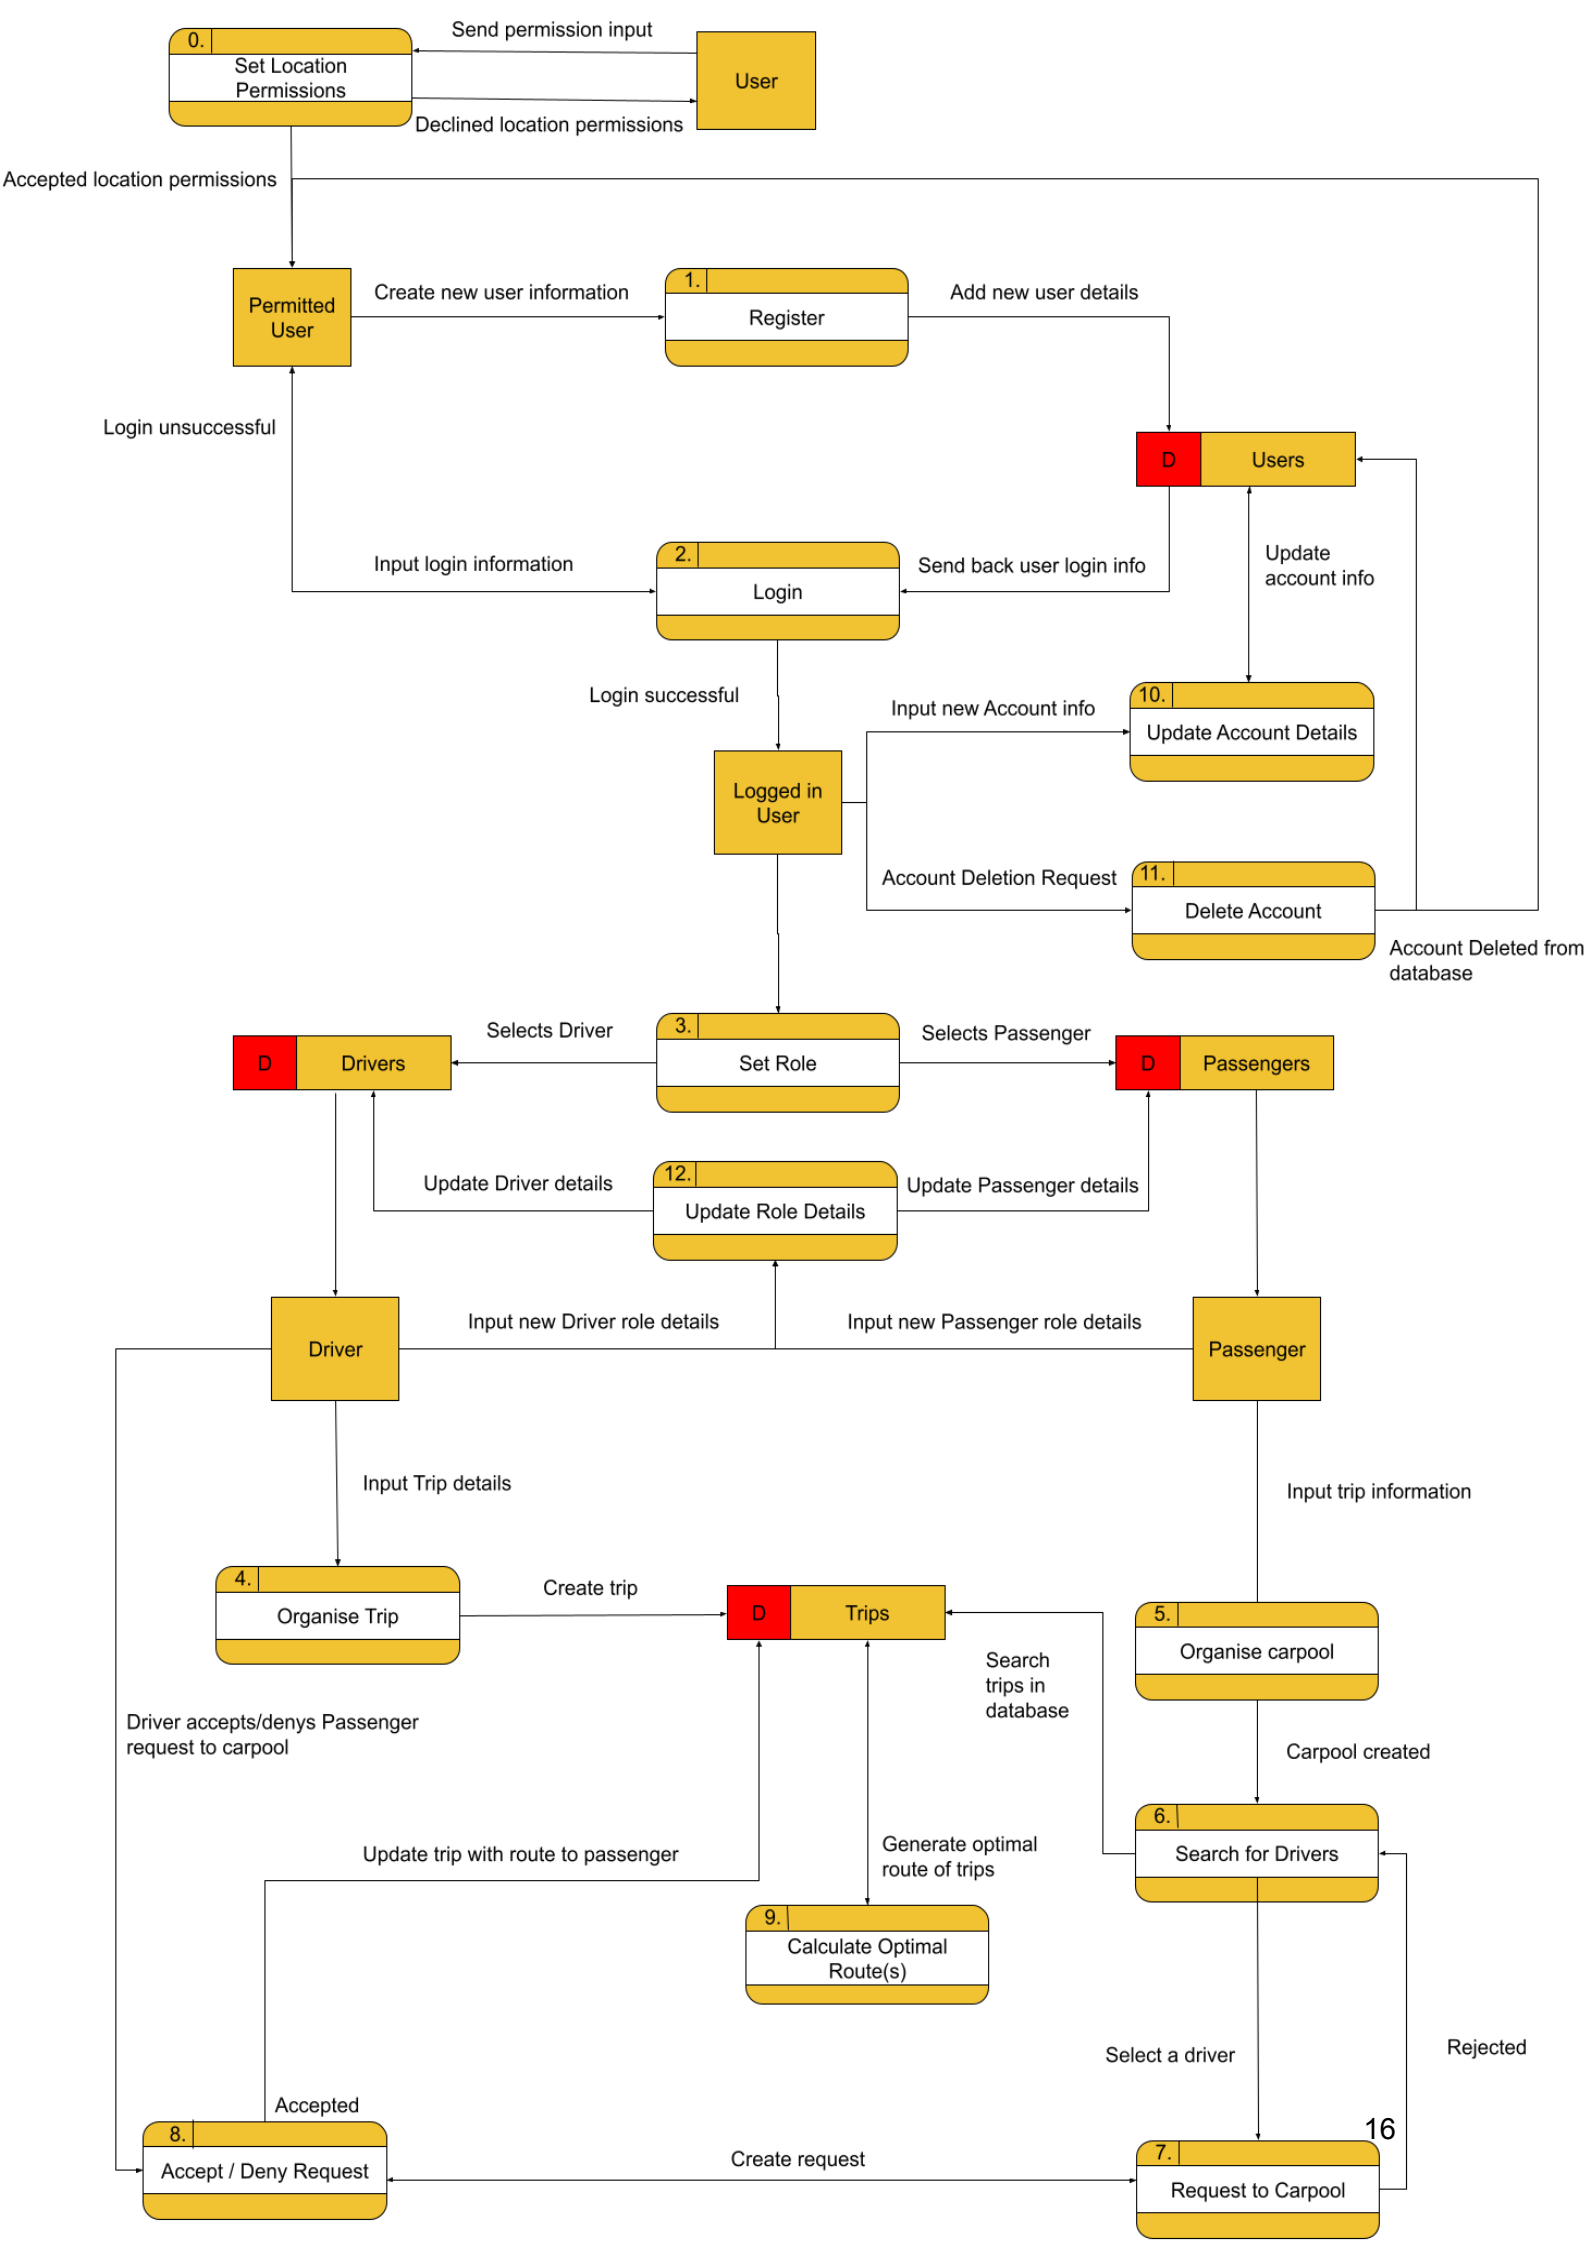 Send permission input
0.
Set Location
Permissions
User
Declined location permissions
Accepted location permissions
Permitted
User
Create new user information
1.
Register
Add new user details
Login unsuccessful
D
Users
Input login information
2.
Login
Send back user login info
Update
account info
Login successful
Input new Account info
10.
Update Account Details
Logged in
User
Account Deletion Request
11.
Delete Account
Account Deleted from
database
D
Drivers
Selects Driver
3.
Set Role
Selects Passenger
D
Passengers
Update Driver details
12.
Update Role Details
Update Passenger details
Driver
Input new Driver role details
Input new Passenger role details
Passenger
Input Trip details
Input trip information
4.
Organise Trip
Create trip
D
Trips
5.
Organise carpool
Search
trips in
database
Driver accepts/denys Passenger
request to carpool
Carpool created
6.
Search for Drivers
Update trip with route to passenger
Generate optimal
route of trips
9.
Calculate Optimal
Route(s)
Select a driver
Rejected
Accepted
16
8.
Accept / Deny Request
Create request
7.
Request to Carpool